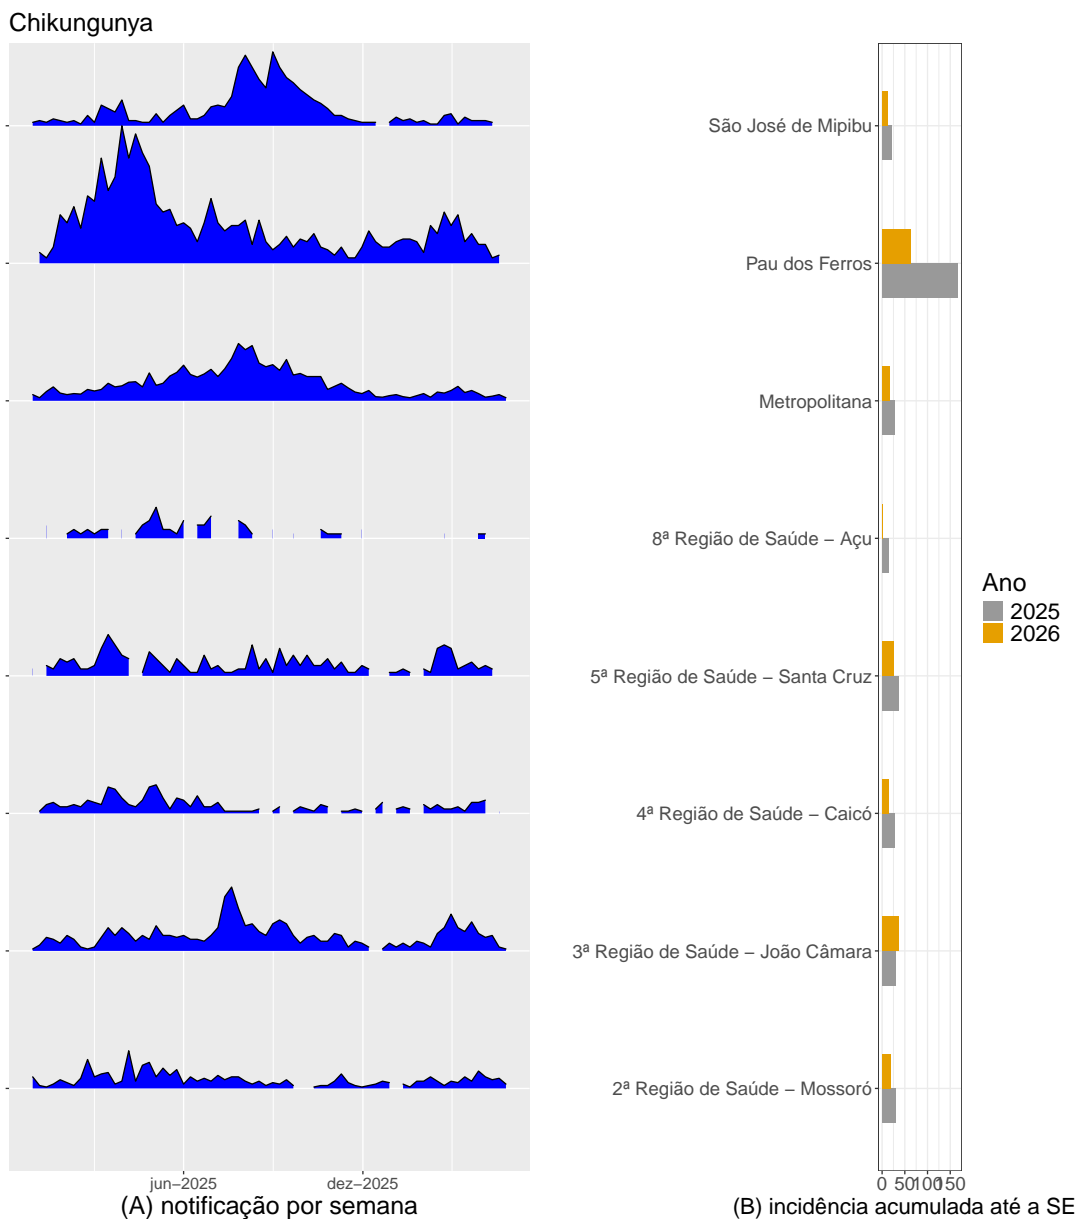 Chikungunya
São José de Mipibu
Pau dos Ferros
Metropolitana
8ª Região de Saúde – Açu
5ª Região de Saúde – Santa Cruz
4ª Região de Saúde – Caicó
3ª Região de Saúde – João Câmara
2ª Região de Saúde – Mossoró
Ano
2025
2026
jun–2025 dez–2025
0 50 100 150
(A) notificação por semana
(B) incidência acumulada até a SE